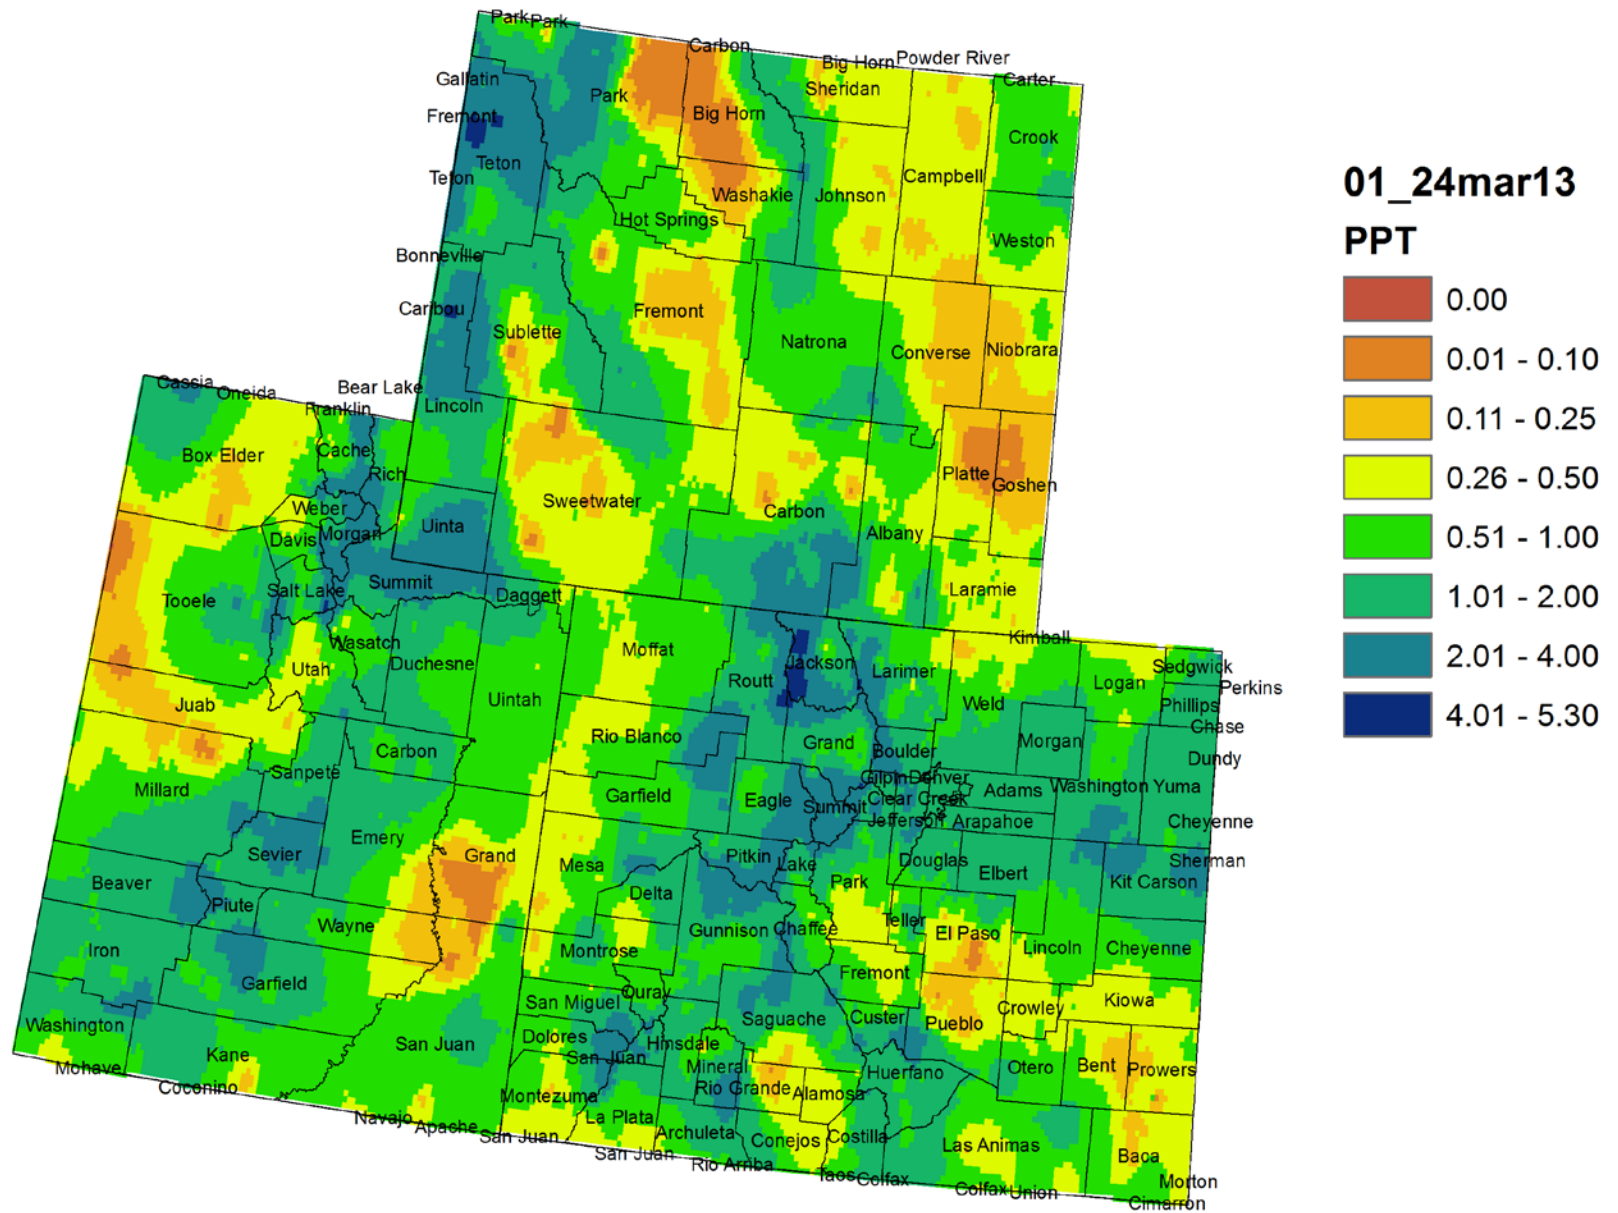 Park Park
Carbon
Big Horn
Powder River
Carter
Gallatin
Park
Sheridan
Fremont
Big Horn
Crook
Teton
Teton
Washakie
Johnson
Campbell
Hot Springs
Weston
Bonneville
Caribou
Sublette
Fremont
Natrona
Converse
Niobrara
Cassia
Oneida
Bear Lake
Franklin
Lincoln
Box Elder
Cache
Rich
Platte
Goshen
Weber
Sweetwater
Carbon
Davis
Morgan
Uinta
Albany
Tooele
Salt Lake
Summit
Daggett
Laramie
Wasatch
Utah
Duchesne
Moffat
Kimball
Jackson
Larimer
Sedgwick
Juab
Uintah
Routt
Weld
Logan
Perkins
Phillips
Chase
Rio Blanco
Grand
Boulder
Morgan
Carbon
Dundy
Sanpete
Millard
Garfield
Eagle
Summit
Gilpin
Denver
Clear Creek
Adams
Washington
Yuma
Jefferson
Arapahoe
Cheyenne
Emery
Sevier
Grand
Mesa
Pitkin
Lake
Douglas
Elbert
Sherman
Kit Carson
Beaver
Piute
Delta
Park
Wayne
Gunnison
Chaffee
Teller
El Paso
Lincoln
Cheyenne
Iron
Montrose
Fremont
Garfield
Ouray
San Miguel
Saguache
Custer
Pueblo
Crowley
Kiowa
Washington
Kane
San Juan
Dolores
San Juan
Hinsdale
Mineral
Rio Grande
Alamosa
Huerfano
Otero
Bent
Prowers
Mohave
Coconino
Navajo
Apache
Montezuma
La Plata
San Juan
San Juan
Archuleta
Rio Arriba
Conejos
Costilla
Taos
Colfax
Las Animas
Colfax
Union
Baca
Morton
Cimarron
01_24mar13
PPT
0.00
0.01 - 0.10
0.11 - 0.25
0.26 - 0.50
0.51 - 1.00
1.01 - 2.00
2.01 - 4.00
4.01 - 5.30